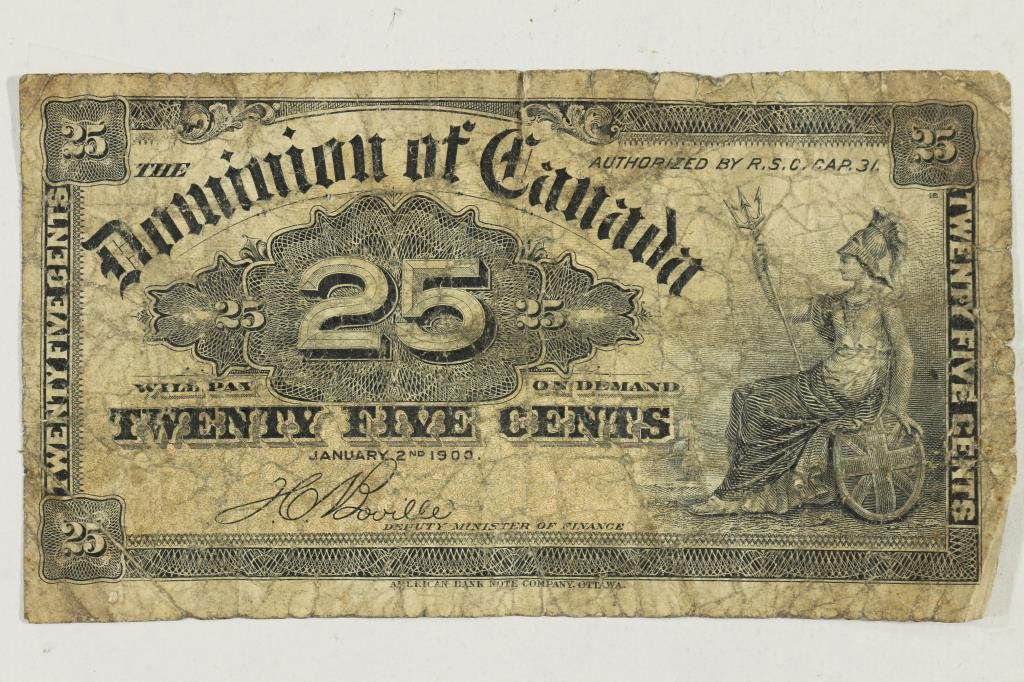 25
25
THE
Dominion of Canada
AUTHORIZED BY R.S.C. CAP. 31.
TWENTY FIVE CENTS
25
25
25
TWENTY FIVE CENTS
WILL PAY
ON DEMAND
TWENTY FIVE CENTS
JANUARY 2ND 1900.
J.C. Boville
DEPUTY MINISTER OF FINANCE
25
AMERICAN BANK NOTE COMPANY, OTTAWA.